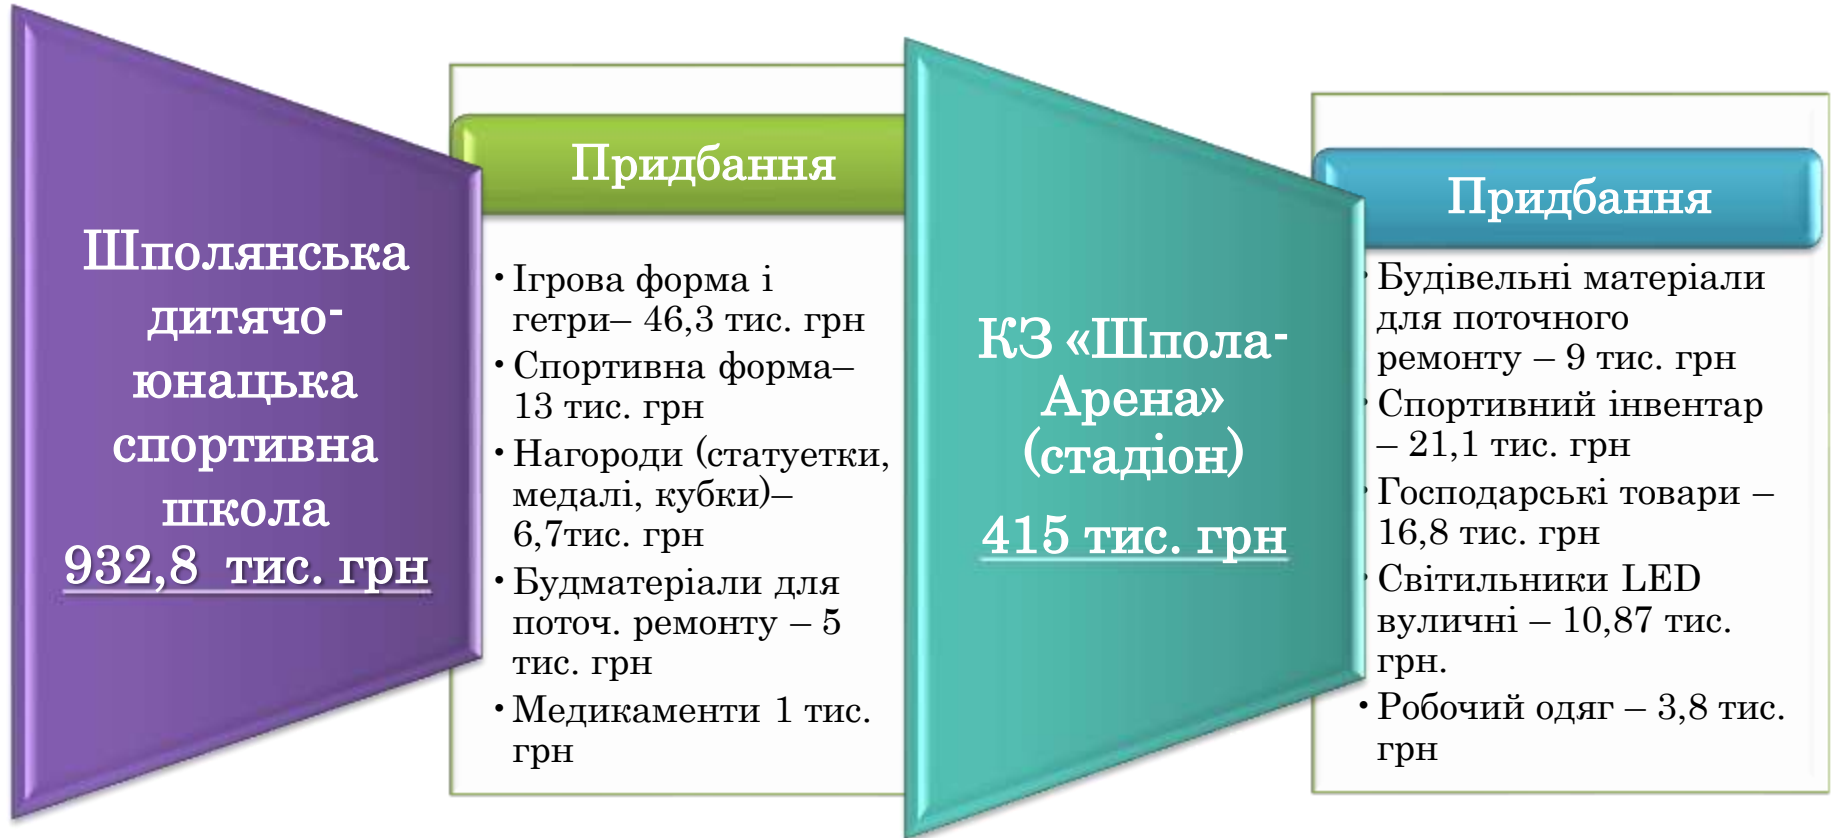 Шполянська
дитячо-
юнацька
спортивна
школа
932,8 тис. грн
Придбання
• Ігрова форма і
гетри– 46,3 тис. грн
• Спортивна форма–
13 тис. грн
• Нагороди (статуетки,
медалі, кубки)–
6,7тис. грн
• Будматеріали для
поточ. ремонту – 5
тис. грн
• Медикаменти 1 тис.
грн
КЗ «Шпола-
Арена»
(стадіон)
415 тис. грн
Придбання
• Будівельні матеріали
для поточного
ремонту – 9 тис. грн
• Спортивний інвентар
– 21,1 тис. грн
• Господарські товари –
16,8 тис. грн
• Світильники LED
вуличні – 10,87 тис.
грн.
• Робочий одяг – 3,8 тис.
грн